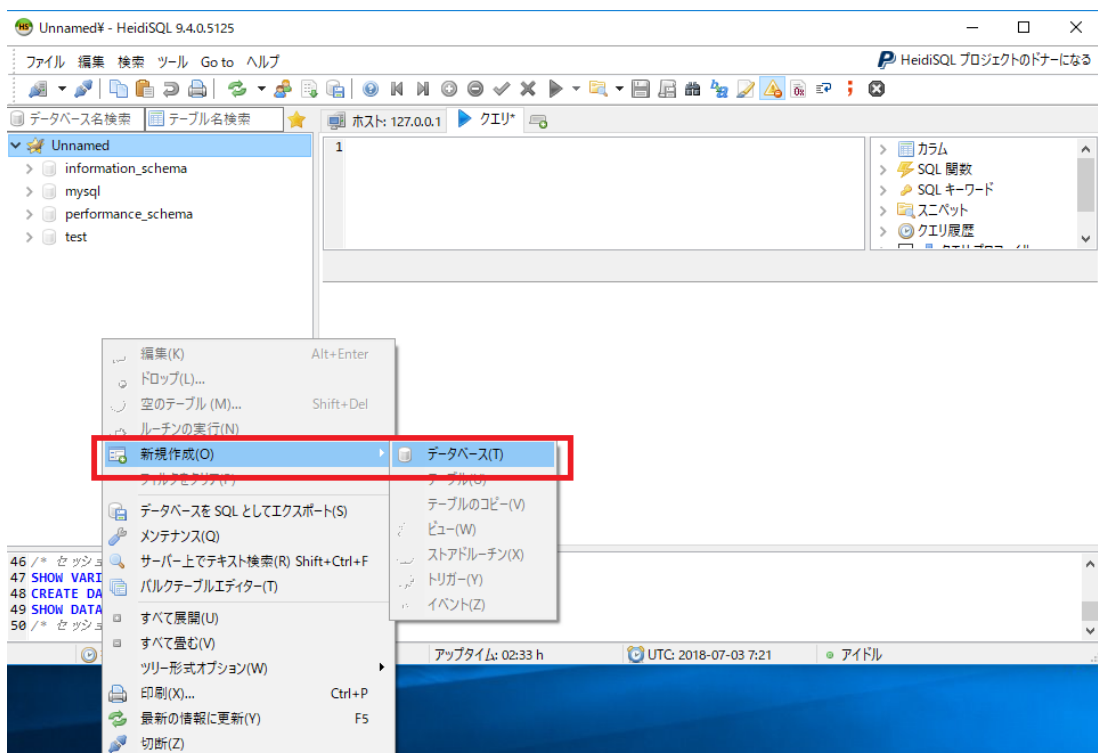 Unnamed¥ - HeidiSQL 9.4.0.5125
ファイル 編集 検索 ツール Go to ヘルプ
HeidiSQL プロジェクトのドナーになる
データベース名検索 テーブル名検索
ホスト: 127.0.0.1 クエリ*
Unnamed
information_schema
mysql
performance_schema
test
1
カラム
SQL 関数
SQL キーワード
スニペット
クエリ履歴
編集(K) Alt+Enter
ドロップ(L)...
空のテーブル (M)... Shift+Del
ルーチンの実行(N)
新規作成(O)
フィルタをクリア(P)
データベースを SQL としてエクスポート(S)
メンテナンス(Q)
サーバー上でテキスト検索(R) Shift+Ctrl+F
バルクテーブルエディター(T)
すべて展開(U)
すべて畳む(V)
ツリー形式オプション(W)
印刷(X)... Ctrl+P
最新の情報に更新(Y) F5
切断(Z)
データベース(T)
テーブル(U)
テーブルのコピー(V)
ビュー(W)
ストアドルーチン(X)
トリガー(Y)
イベント(Z)
46 /* セッショ
47 SHOW VARI
48 CREATE DA
49 SHOW DATA
50 /* セッショ
アップタイム: 02:33 h
UTC: 2018-07-03 7:21
アイドル